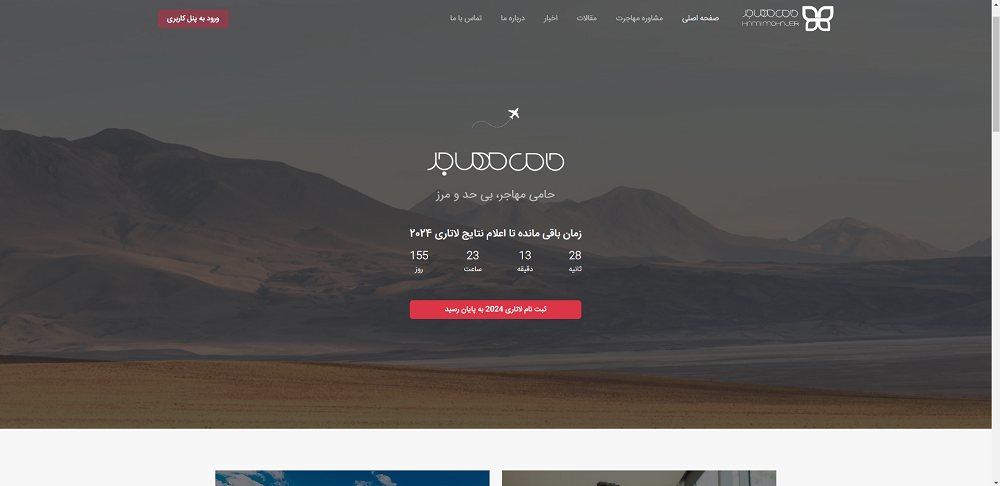 حامی مهاجر
HAMI MOHAJER
صفحه اصلی
مشاوره مهاجرت
مقالات
اخبار
درباره ما
تماس با ما
ورود به پنل کاربری
حامی مهاجر
حامی مهاجر، بی حد و مرز
زمان باقی مانده تا اعلام نتایج لاتاری ۲۰۲۴
155 23 13 28
روز ساعت دقیقه ثانیه
ثبت نام لاتاری 2024 به پایان رسید